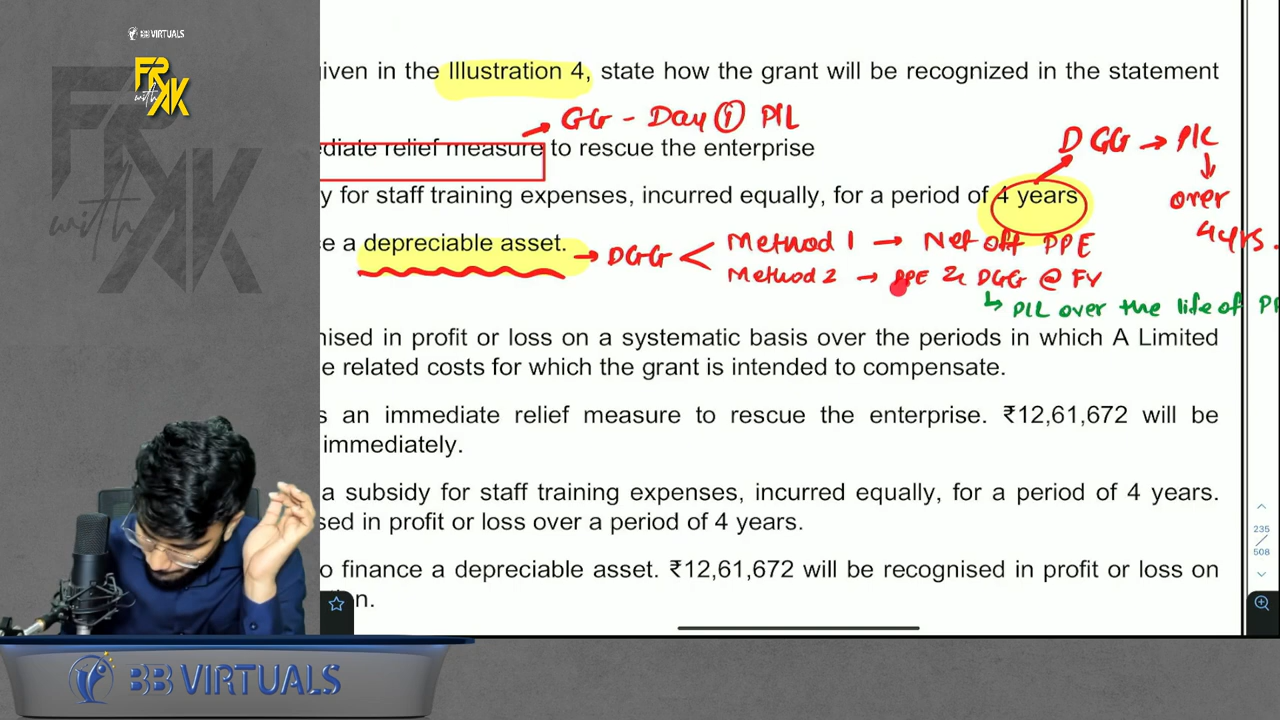 BB VIRTUALS
FR
with
AK
given in the Illustration 4, state how the grant will be recognized in the statement
GG - Day ① P/L
ediate relief measure to rescue the enterprise
DGG → P/L
y for staff training expenses, incurred equally, for a period of 4 years
over
4 yrs.
e a depreciable asset. → DGG < Method 1 → Net off PPE
Method 2 → PPE & DGG @ FV
↳ P/L over the life of PP
nised in profit or loss on a systematic basis over the periods in which A Limited
e related costs for which the grant is intended to compensate.
s an immediate relief measure to rescue the enterprise. ₹12,61,672 will be
immediately.
a subsidy for staff training expenses, incurred equally, for a period of 4 years.
sed in profit or loss over a period of 4 years.
o finance a depreciable asset. ₹12,61,672 will be recognised in profit or loss on
n.
235
/
508
BB VIRTUALS